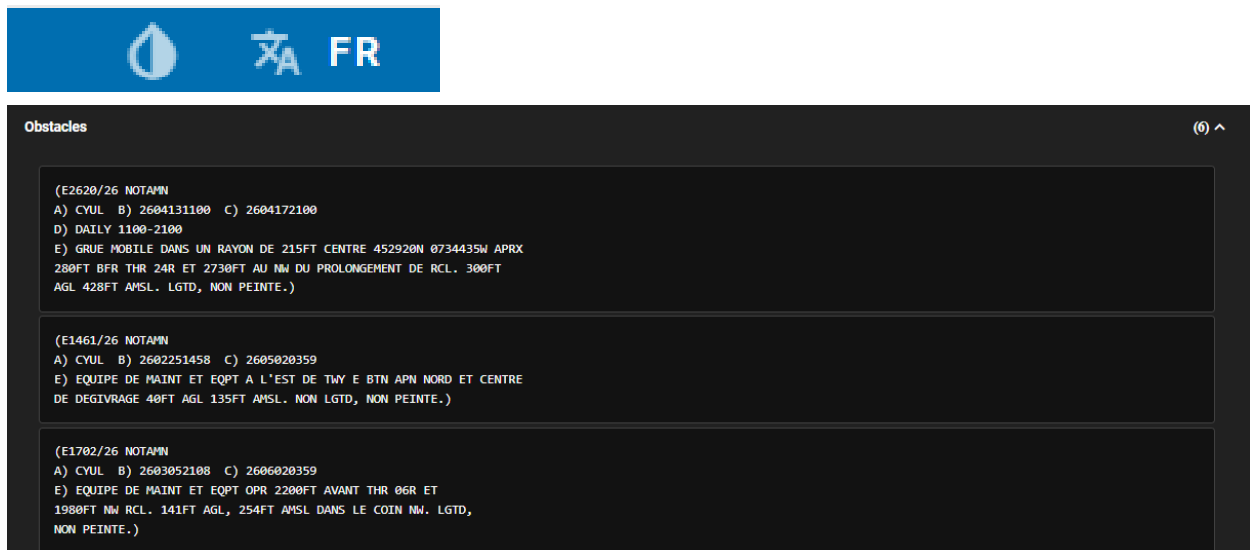 FR
Obstacles (6)
(E2620/26 NOTAMN
A) CYUL B) 2604131100 C) 2604172100
D) DAILY 1100-2100
E) GRUE MOBILE DANS UN RAYON DE 215FT CENTRE 452920N 0734435W APRX
280FT BFR THR 24R ET 2730FT AU NW DU PROLONGEMENT DE RCL. 300FT
AGL 428FT AMSL. LGTD, NON PEINTE.)
(E1461/26 NOTAMN
A) CYUL B) 2602251458 C) 2605020359
E) EQUIPE DE MAINT ET EQPT A L'EST DE TWY E BTN APN NORD ET CENTRE
DE DEGIVRAGE 40FT AGL 135FT AMSL. NON LGTD, NON PEINTE.)
(E1702/26 NOTAMN
A) CYUL B) 2603052108 C) 2606020359
E) EQUIPE DE MAINT ET EQPT OPR 2200FT AVANT THR 06R ET
1980FT NW RCL. 141FT AGL, 254FT AMSL DANS LE COIN NW. LGTD,
NON PEINTE.)